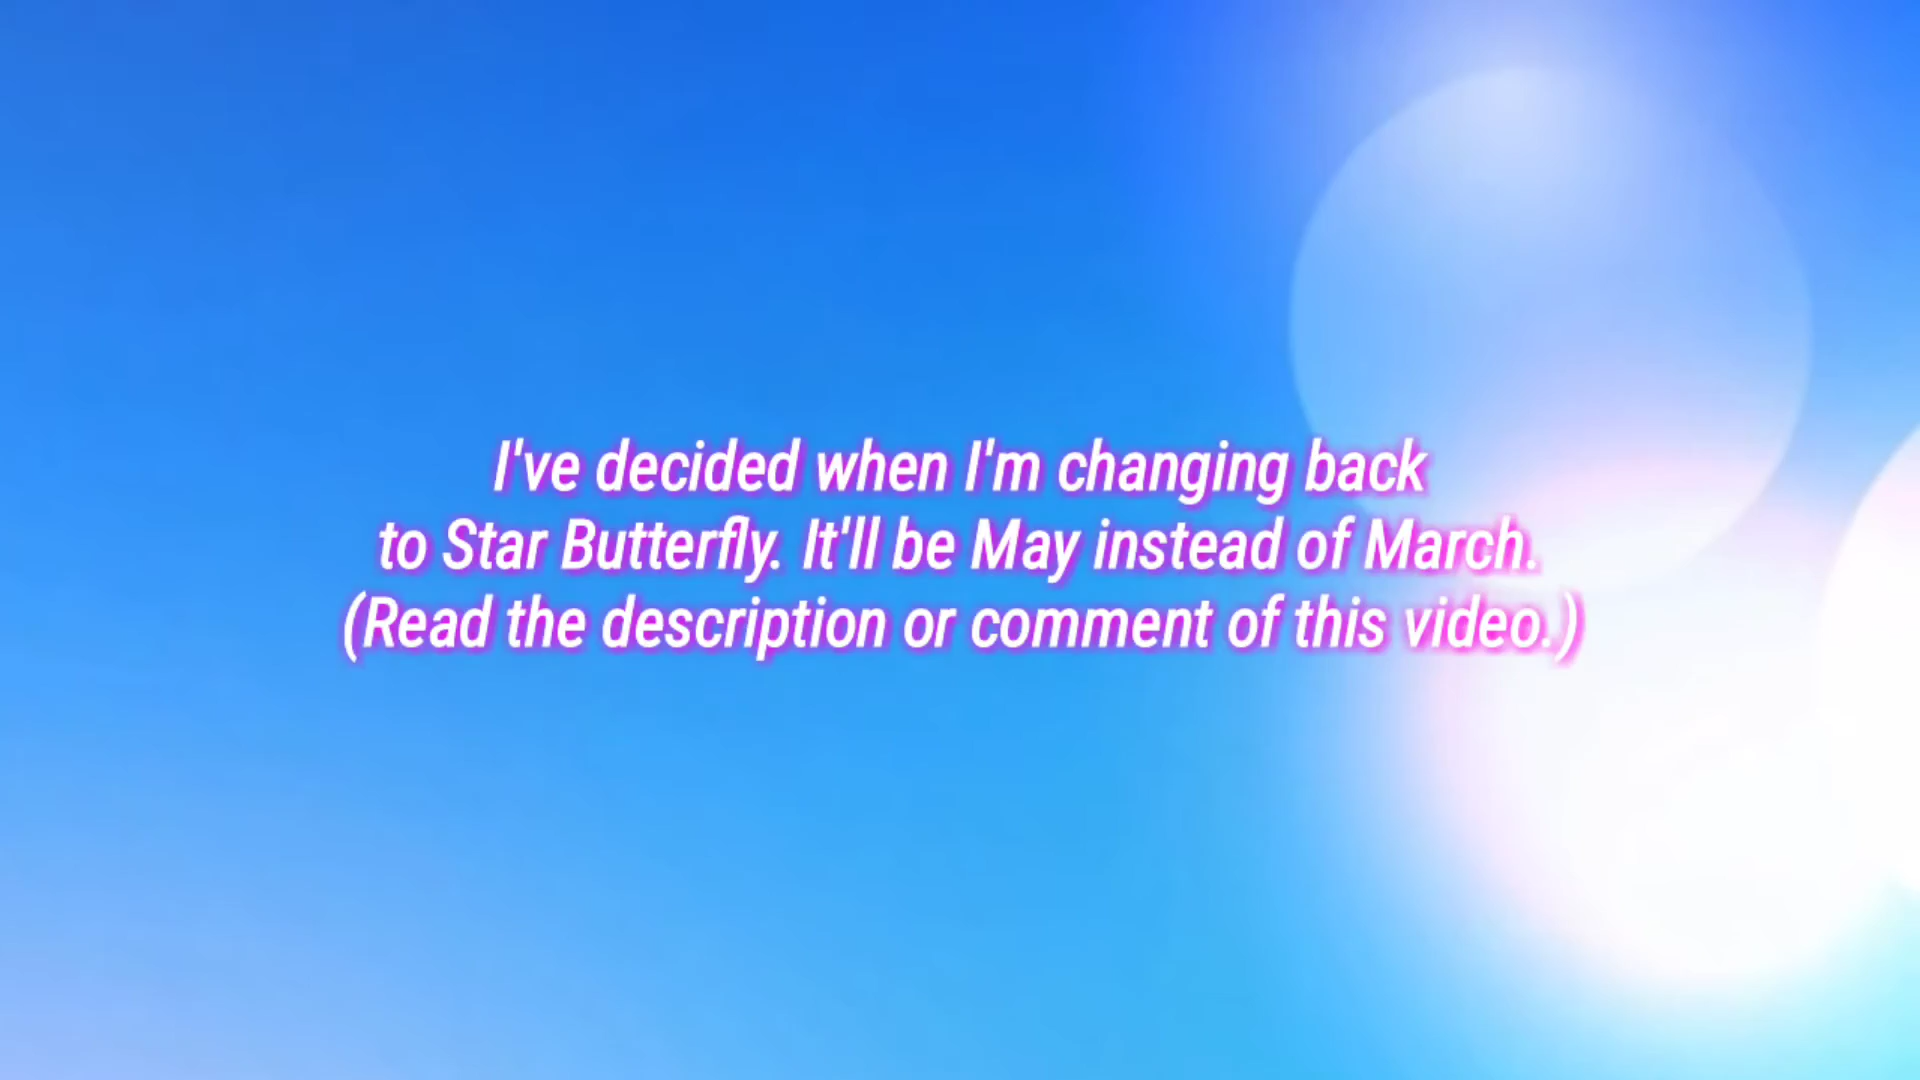 I've decided when I'm changing back
to Star Butterfly. It'll be May instead of March.
(Read the description or comment of this video.)